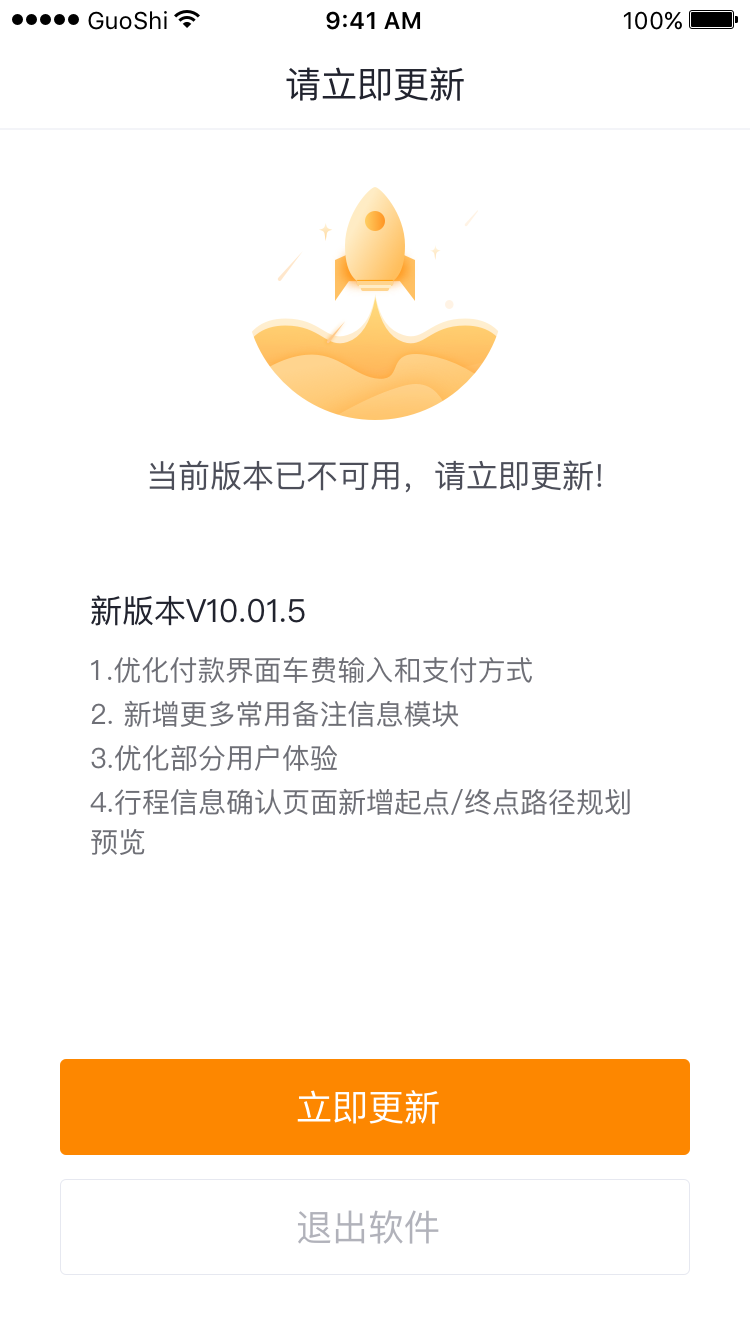 GuoShi 9:41 AM 100%
请立即更新
当前版本已不可用，请立即更新!
新版本V10.01.5
1.优化付款界面车费输入和支付方式
2. 新增更多常用备注信息模块
3.优化部分用户体验
4.行程信息确认页面新增起点/终点路径规划
预览
立即更新
退出软件